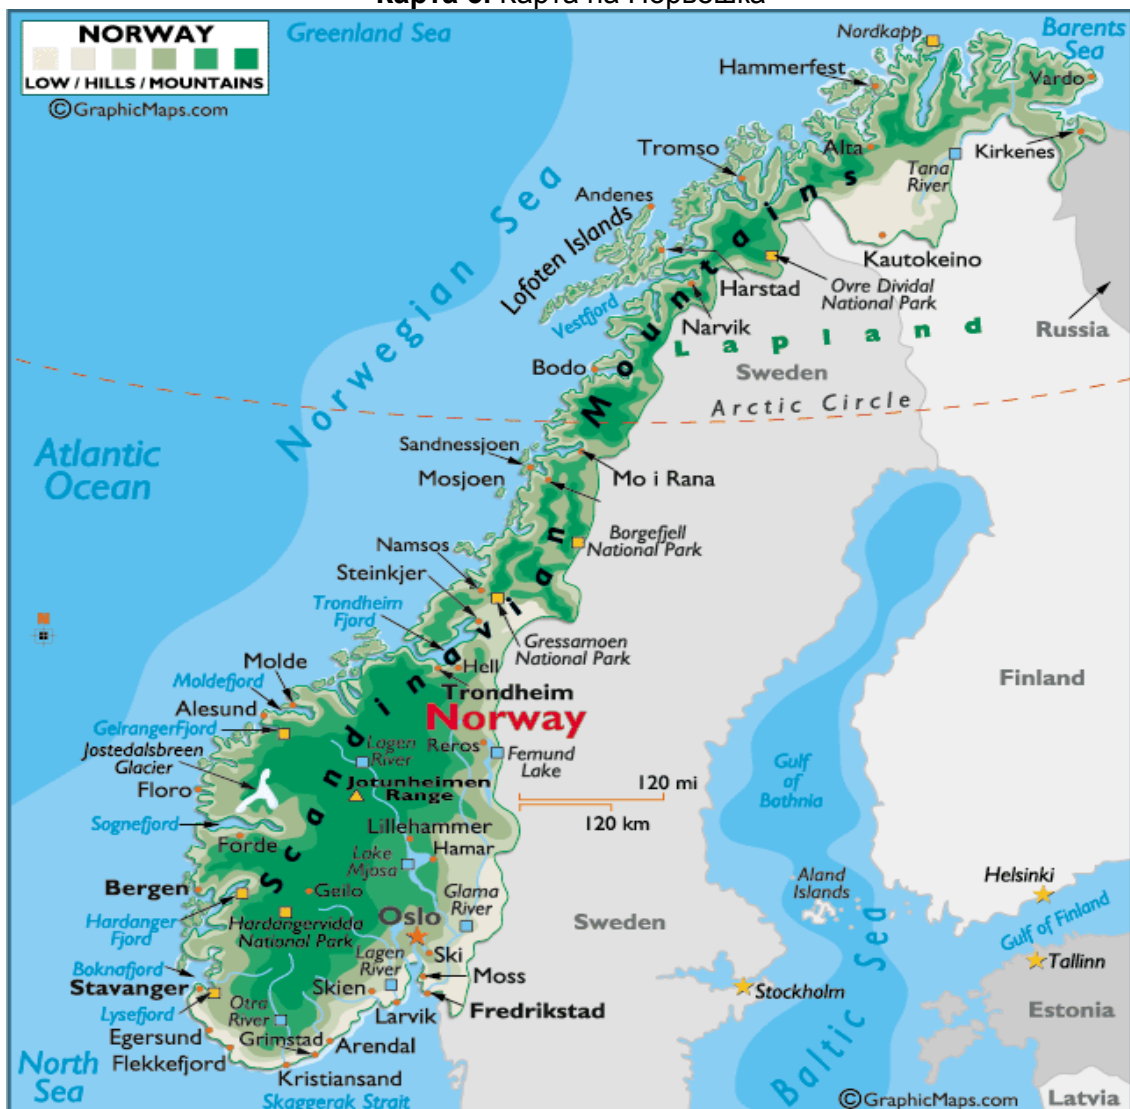 Карта Карта на Норвешка
NORWAY
LOW / HILLS / MOUNTAINS
©GraphicMaps.com
Greenland Sea
Barents
Sea
Nordkapp
Hammerfest
Vardo
Tromso
Alta
Kirkenes
Tana
River
Andenes
Lofoten Islands
Kautokeino
Harstad
Ovre Dividal
National Park
Vestfjord
Narvik
Lapland
Russia
Norwegian Sea
Bodo
Sweden
Arctic Circle
Scandinavian Mountains
Atlantic
Ocean
Sandnessjoen
Mosjoen
Mo i Rana
Borgefjell
National Park
Namsos
Steinkjer
Trondheim
Fjord
Gressamoen
National Park
Finland
Molde
Hell
Moldefjord
Trondheim
Alesund
Norway
GeirangerFjord
Jostedalsbreen
Glacier
Lagen
River
Reros
Femund
Lake
Gulf
of
Bothnia
Floro
Jotunheimen
Range
120 mi
120 km
Sognefjord
Forde
Lillehammer
Hamar
Lake
Mjosa
Aland
Islands
Helsinki
Bergen
Geilo
Glama
River
Hardanger
Fjord
Hardangervidda
National Park
Oslo
Sweden
Gulf of Finland
Lagen
River
Ski
Tallinn
Boknafjord
Stavanger
Skien
Moss
Stockholm
Lysefjord
Otra
River
Larvik
Fredrikstad
Estonia
Egersund
Grimstad
Arendal
Flekkefjord
Kristiansand
North
Sea
Skaggerak Strait
Baltic Sea
©GraphicMaps.com
Latvia